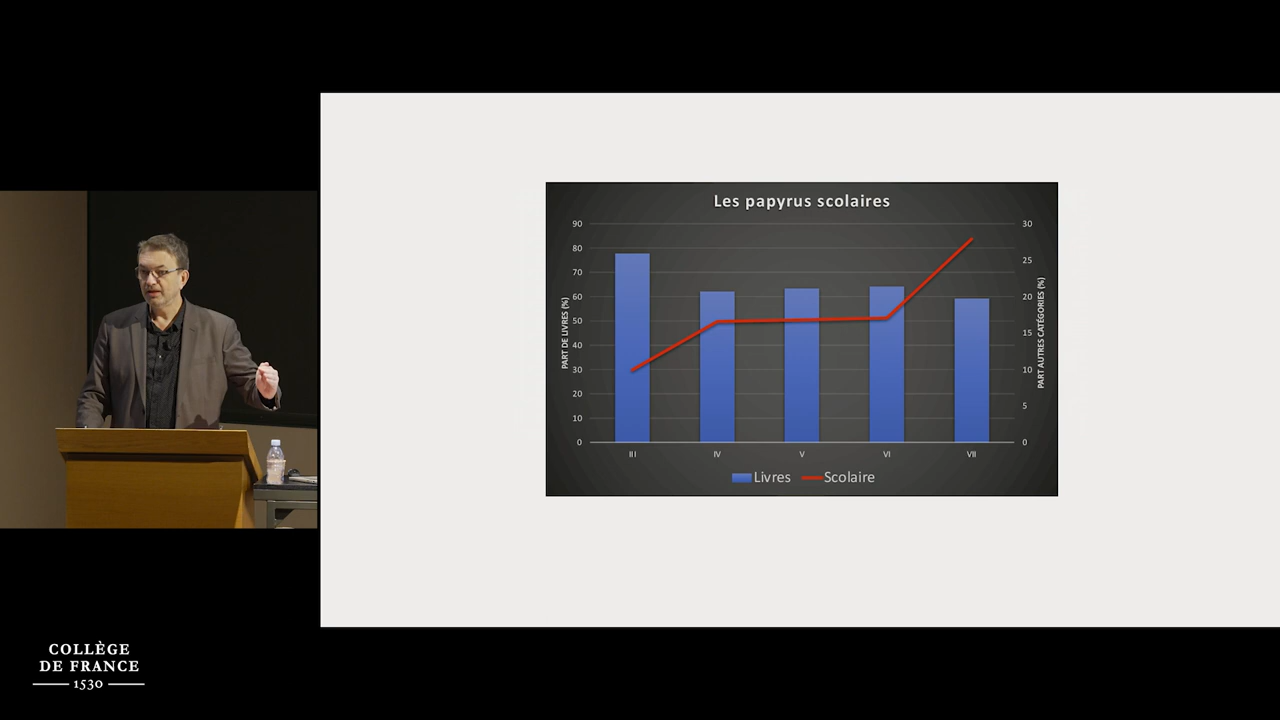 Les papyrus scolaires
90
80
70
60
50
40
30
20
10
0
PART DE LIVRES (%)
30
25
20
15
10
5
0
PART AUTRES CATÉGORIES (%)
III IV V VI VII
Livres Scolaire
COLLÈGE
DE FRANCE
1530